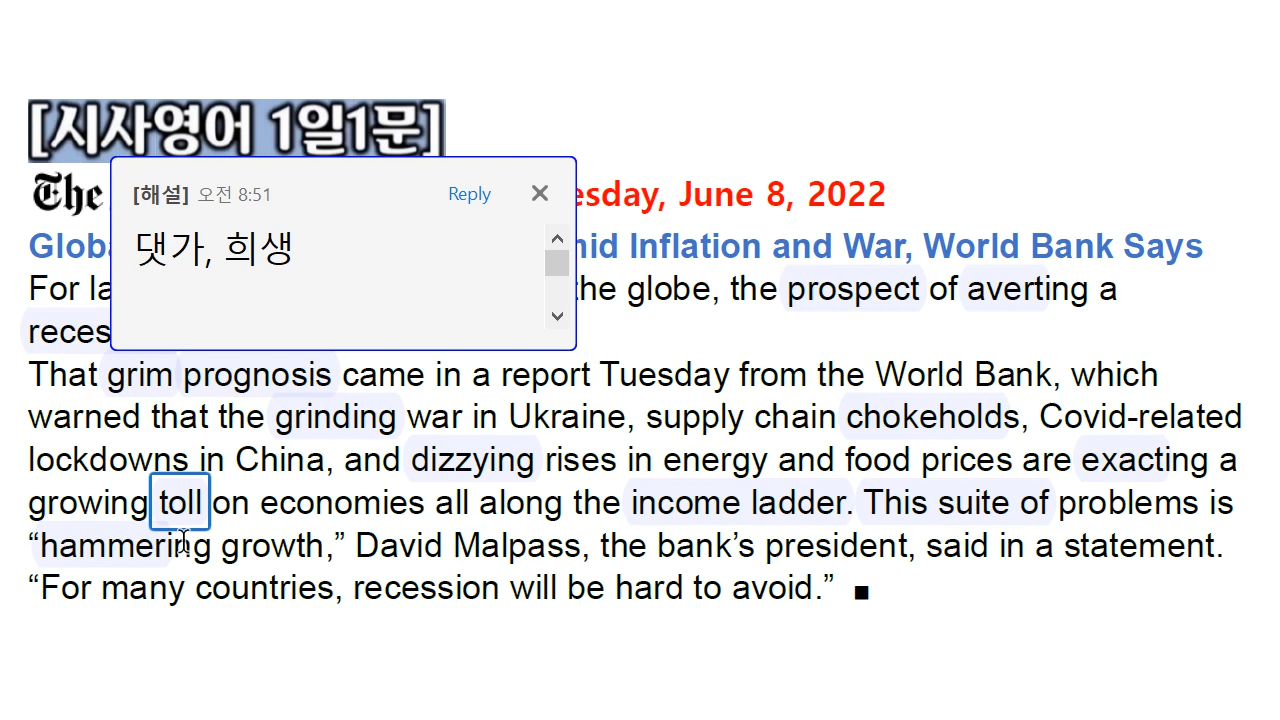 [시사영어 1일1문]
The
esday, June 8, 2022
[해설] 오전 8:51 Reply
댓가, 희생
Globa
nid Inflation and War, World Bank Says
For la
the globe, the prospect of averting a
reces
That grim prognosis came in a report Tuesday from the World Bank, which
warned that the grinding war in Ukraine, supply chain chokeholds, Covid-related
lockdowns in China, and dizzying rises in energy and food prices are exacting a
growing toll on economies all along the income ladder. This suite of problems is
“hammering growth,” David Malpass, the bank’s president, said in a statement.
“For many countries, recession will be hard to avoid.” ■